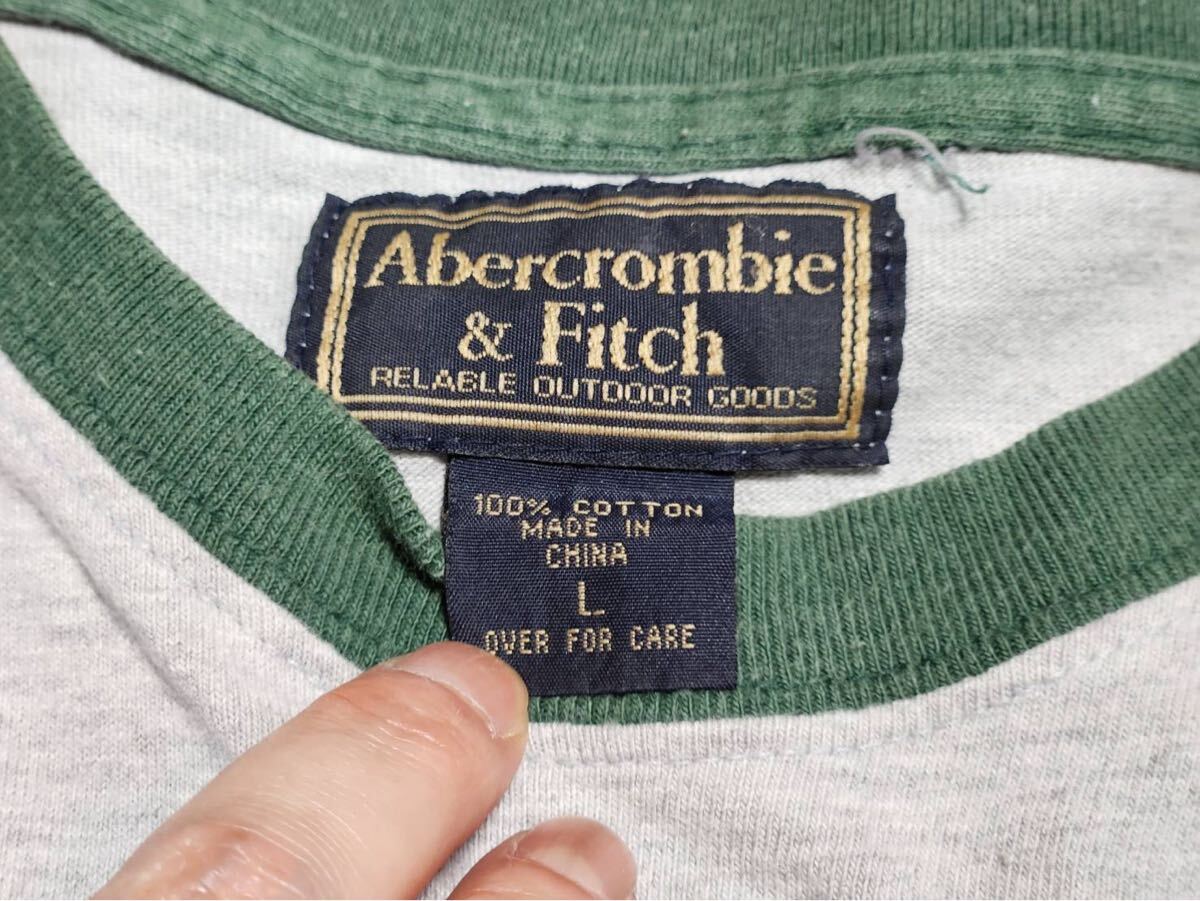 Abercrombie
& Fitch
RELABLE OUTDOOR GOODS
100% COTTON
MADE IN
CHINA
L
OVER FOR CARE